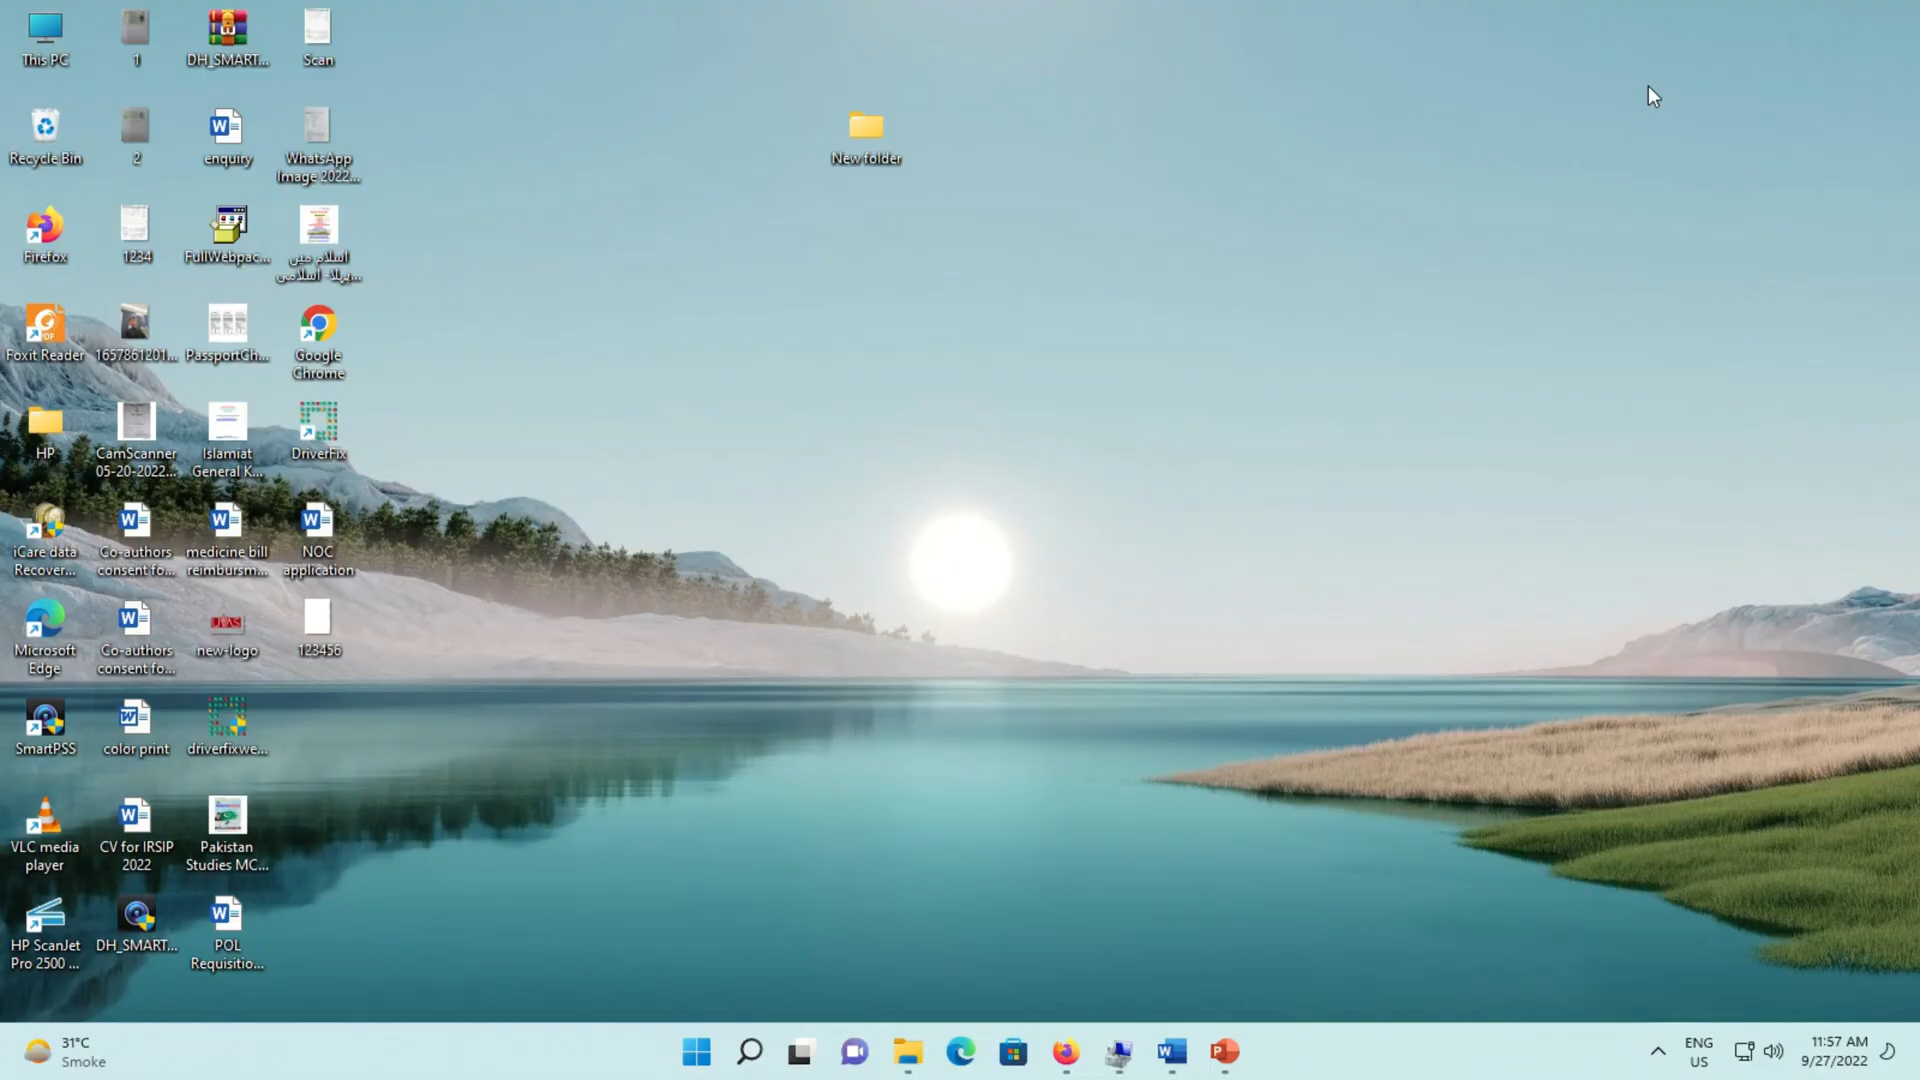 This PC
1
DH_SMART...
Scan
Recycle Bin
2
enquiry
WhatsApp
Image 2022...
New folder
Firefox
1234
FullWebpac...
اسلام میں
پہلا- اسلامی...
Foxit Reader
1657861201...
PassportCh...
Google
Chrome
HP
CamScanner
05-20-2022...
Islamiat
General K...
DriverFix
iCare data
Recover...
Co-authors
consent fo...
medicine bill
reimbursm...
NOC
application
Microsoft
Edge
Co-authors
consent fo...
new-logo
123456
SmartPSS
color print
driverfixwe...
VLC media
player
CV for IRSIP
2022
Pakistan
Studies MC...
HP ScanJet
Pro 2500 ...
DH_SMART...
POL
Requisitio...
31°C
Smoke
ENG
US
11:57 AM
9/27/2022